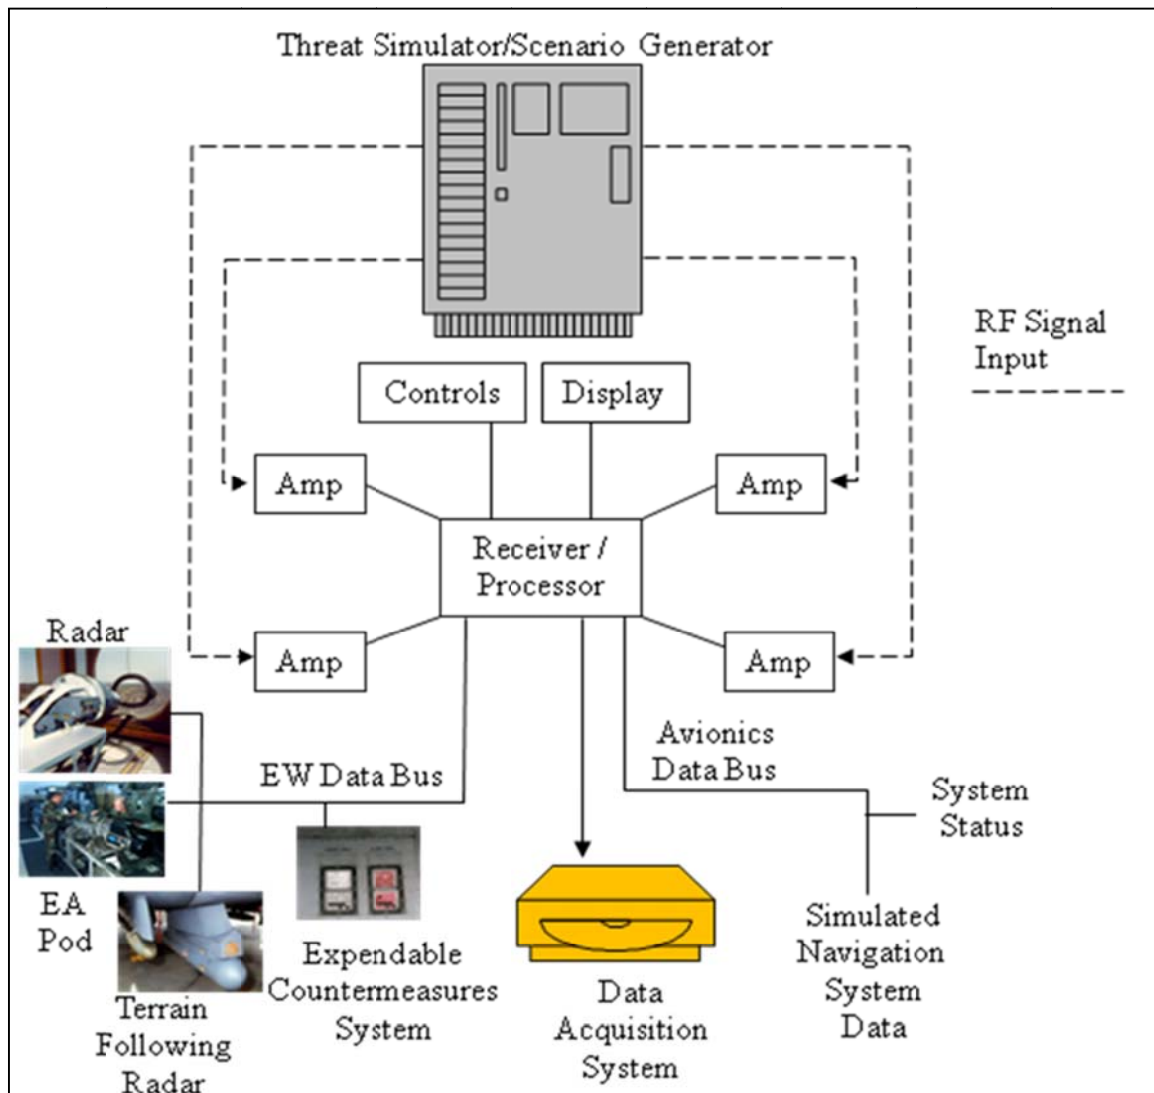 Threat Simulator/Scenario Generator
RF Signal
Input
Controls
Display
Amp
Amp
Receiver /
Processor
Amp
Amp
Radar
EW Data Bus
Avionics
Data Bus
System
Status
EA
Pod
Terrain
Following
Radar
Expendable
Countermeasures
System
Data
Acquisition
System
Simulated
Navigation
System
Data